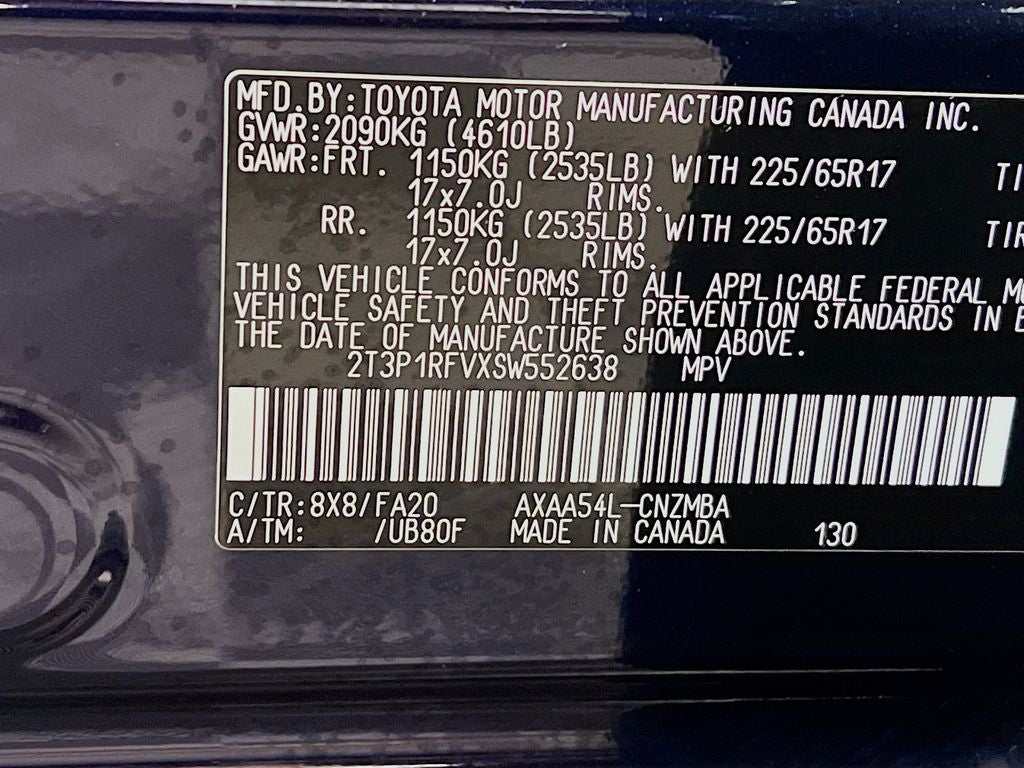 MFD.BY:TOYOTA MOTOR MANUFACTURING CANADA INC.
GVWR:2090KG (4610LB)
GAWR:FRT. 1150KG (2535LB) WITH 225/65R17 TI
17x7.0J RIMS.
RR. 1150KG (2535LB) WITH 225/65R17 TIR
17x7.0J RIMS.
THIS VEHICLE CONFORMS TO ALL APPLICABLE FEDERAL MO
VEHICLE SAFETY AND THEFT PREVENTION STANDARDS IN E
THE DATE OF MANUFACTURE SHOWN ABOVE.
2T3P1RFVXSW552638 MPV
C/TR:8X8/FA20 AXAA54L-CNZMBA
A/TM: /UB80F MADE IN CANADA 130